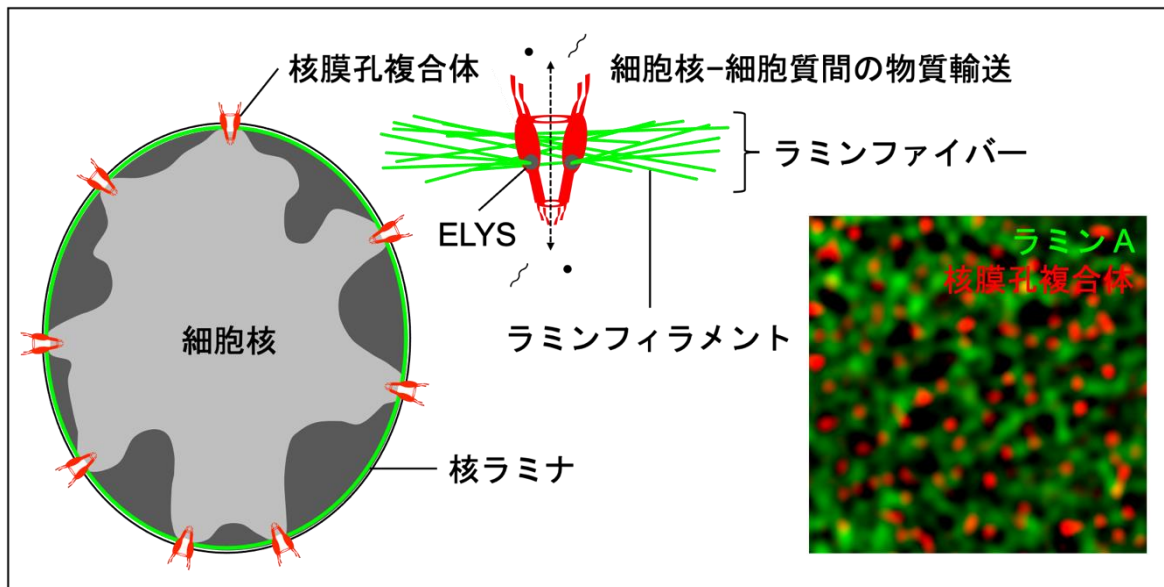 核膜孔複合体
細胞核−細胞質間の物質輸送
ラミンファイバー
ELYS
ラミンフィラメント
細胞核
核ラミナ
ラミンA
核膜孔複合体